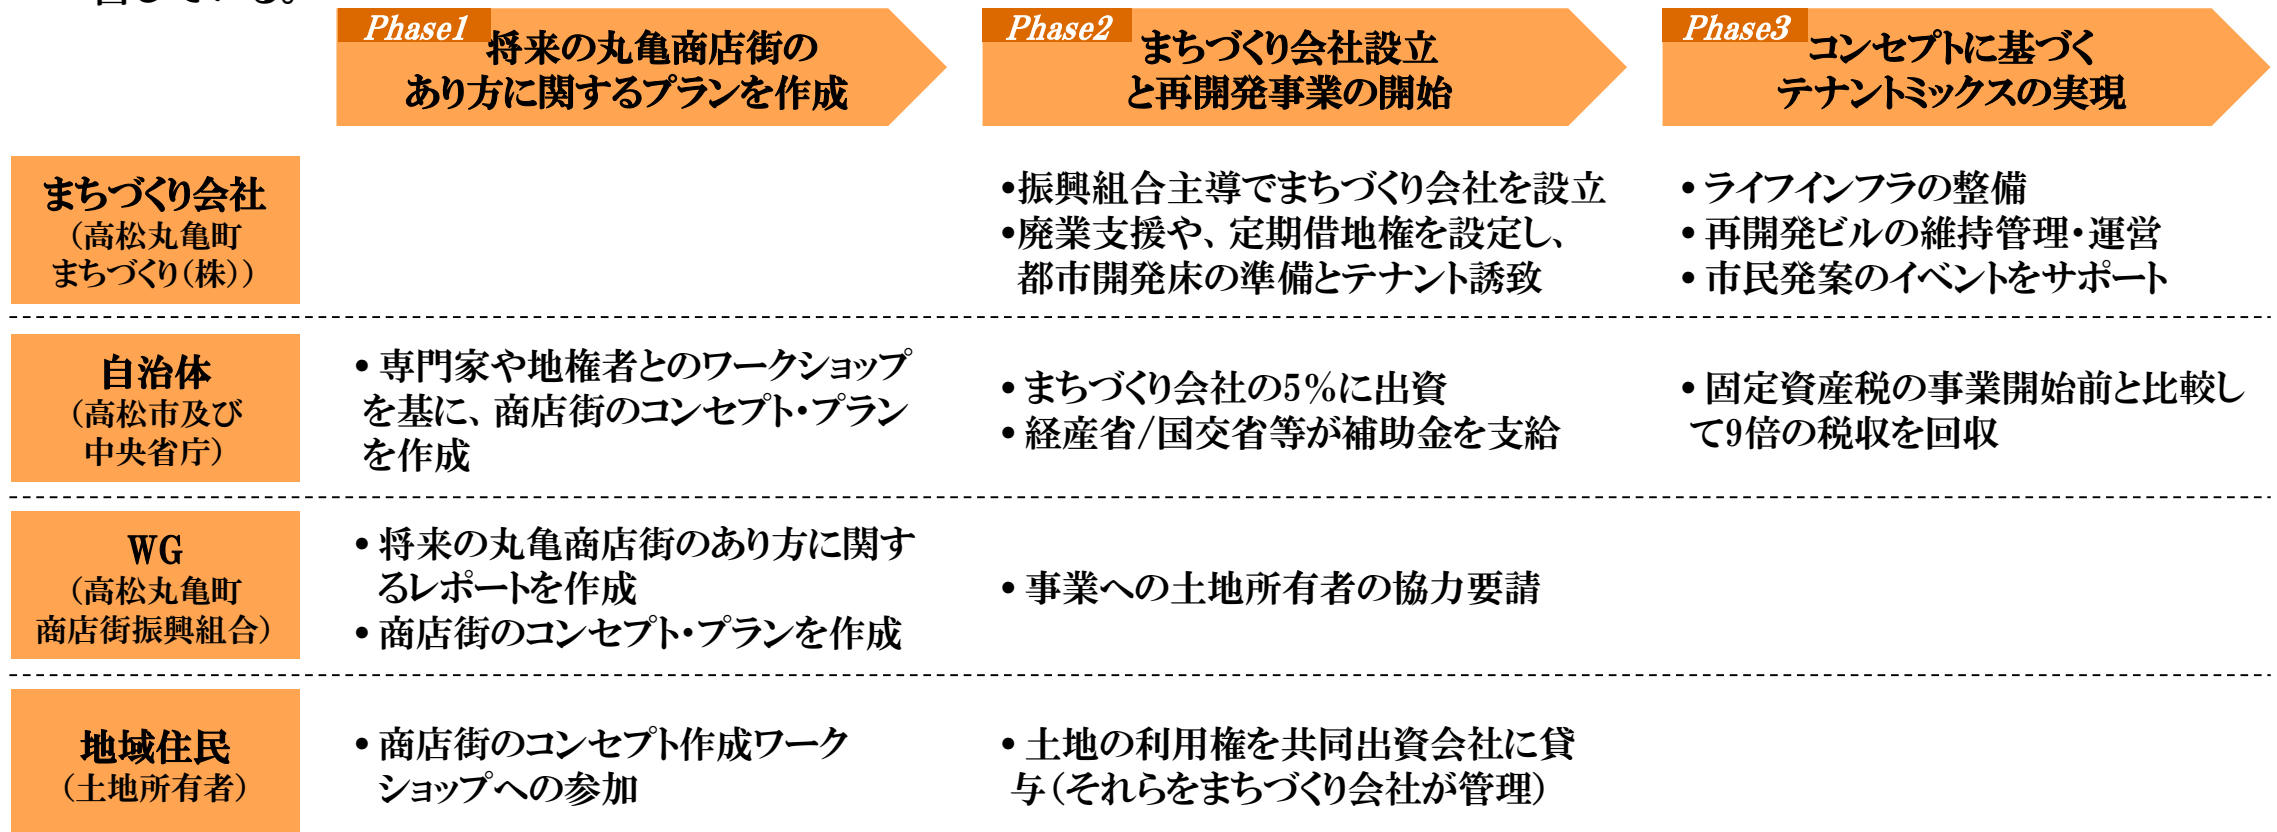 Phase1
将来の丸亀商店街の
あり方に関するプランを作成
Phase2
まちづくり会社設立
と再開発事業の開始
Phase3
コンセプトに基づく
テナントミックスの実現
まちづくり会社
（高松丸亀町
まちづくり（株））
•振興組合主導でまちづくり会社を設立
•廃業支援や、定期借地権を設定し、
都市開発床の準備とテナント誘致
• ライフインフラの整備
• 再開発ビルの維持管理・運営
• 市民発案のイベントをサポート
自治体
（高松市及び
中央省庁）
• 専門家や地権者とのワークショップ
を基に、商店街のコンセプト・プラン
を作成
• まちづくり会社の5%に出資
• 経産省/国交省等が補助金を支給
• 固定資産税の事業開始前と比較し
て9倍の税収を回収
WG
（高松丸亀町
商店街振興組合）
• 将来の丸亀商店街のあり方に関す
るレポートを作成
• 商店街のコンセプト・プランを作成
• 事業への土地所有者の協力要請
地域住民
（土地所有者）
• 商店街のコンセプト作成ワーク
ショップへの参加
• 土地の利用権を共同出資会社に貸
与（それらをまちづくり会社が管理）